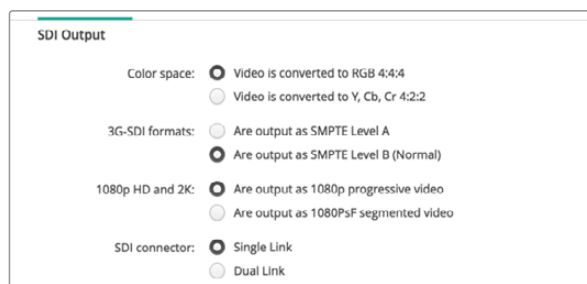 SDI Output
Color space: Video is converted to RGB 4:4:4
Video is converted to Y, Cb, Cr 4:2:2
3G-SDI formats: Are output as SMPTE Level A
Are output as SMPTE Level B (Normal)
1080p HD and 2K: Are output as 1080p progressive video
Are output as 1080PsF segmented video
SDI connector: Single Link
Dual Link